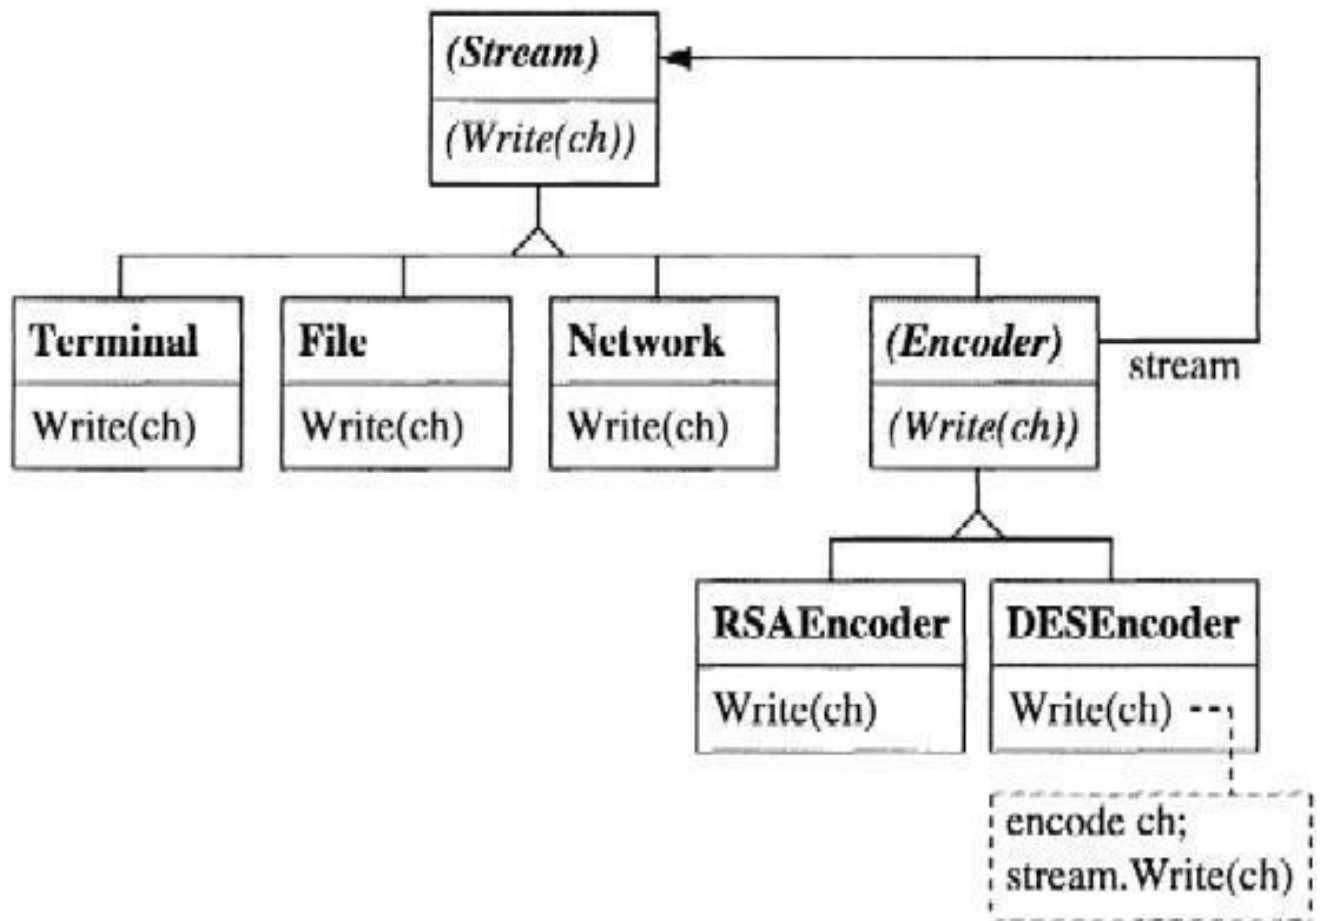 (Stream)
(Write(ch))
Terminal
Write(ch)
File
Write(ch)
Network
Write(ch)
(Encoder)
(Write(ch))
stream
RSAEncoder
Write(ch)
DESEncoder
Write(ch)
encode ch;
stream.Write(ch)